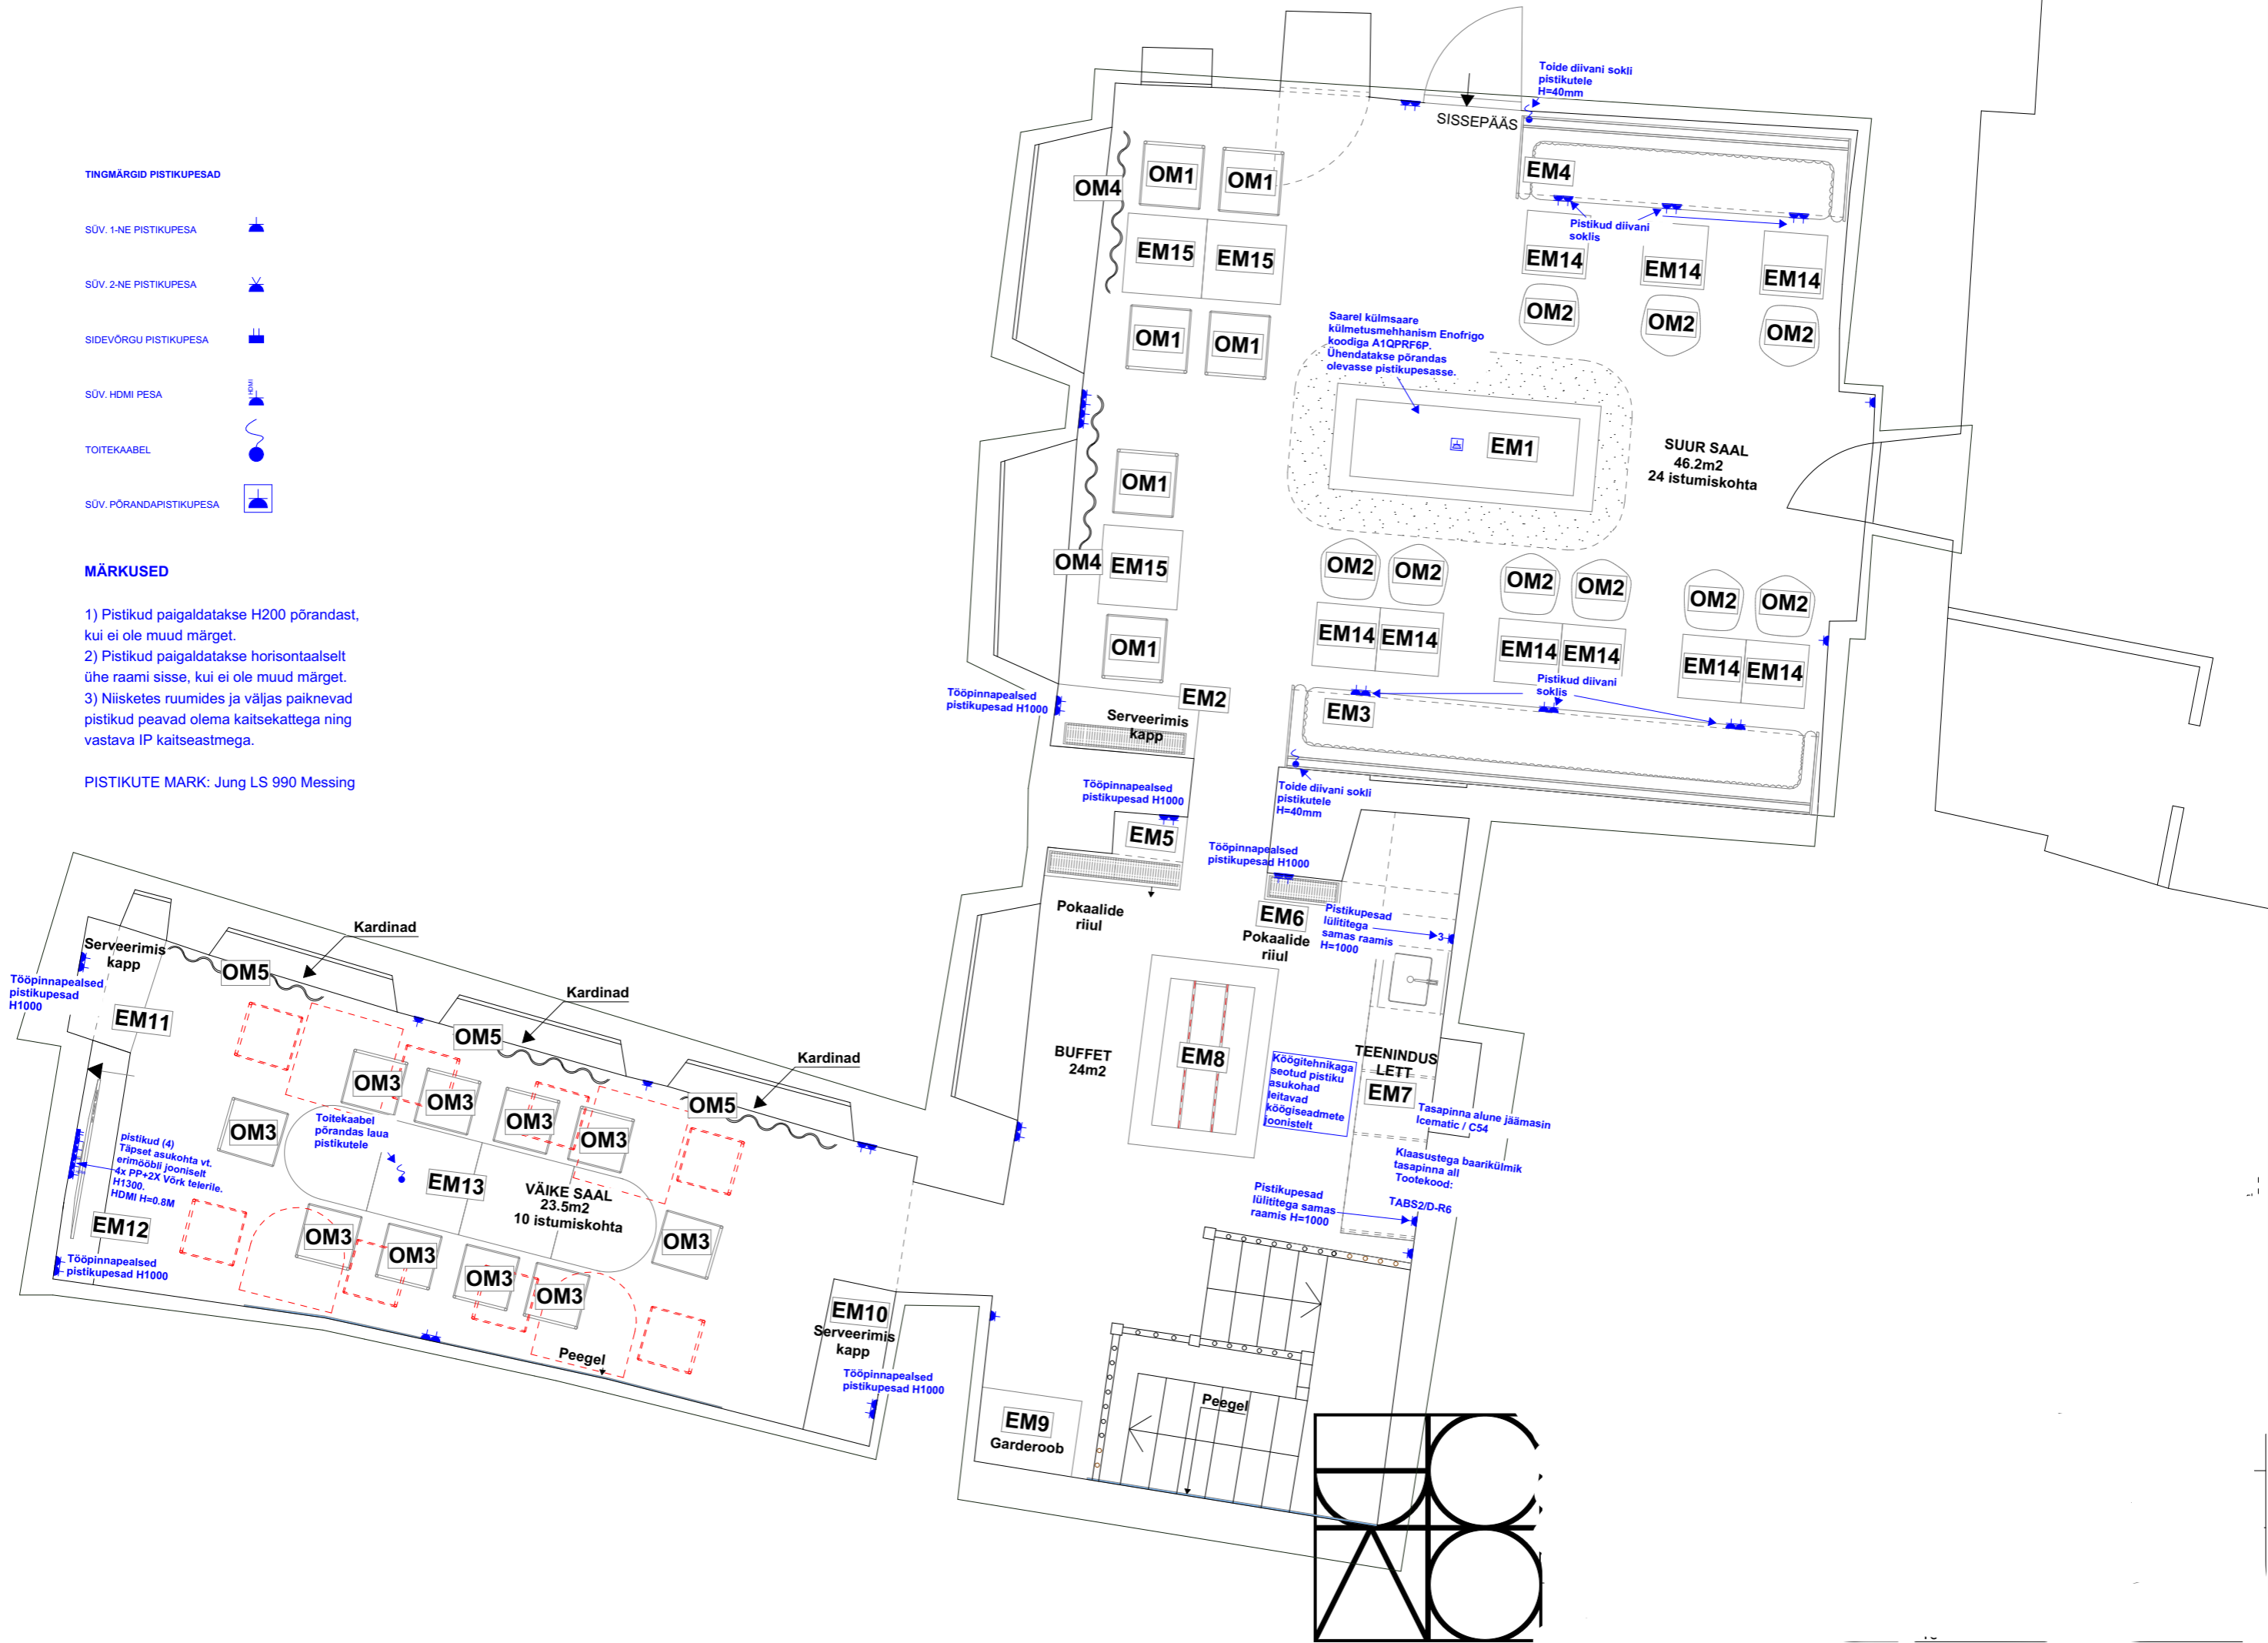 TINGMÄRGID PISTIKUPESAD
SÜV. 1-NE PISTIKUPESA
SÜV. 2-NE PISTIKUPESA
SIDEVÕRGU PISTIKUPESA
SÜV. HDMI PESA
HDMI
TOITEKAABEL
SÜV. PÕRANDAPISTIKUPESA
MÄRKUSED
1) Pistikud paigaldatakse H200 põrandast,
kui ei ole muud märget.
2) Pistikud paigaldatakse horisontaalselt
ühe raami sisse, kui ei ole muud märget.
3) Niisketes ruumides ja väljas paiknevad
pistikud peavad olema kaitsekattega ning
vastava IP kaitseastmega.
PISTIKUTE MARK: Jung LS 990 Messing
Toide diivani sokli
pistikutele
H=40mm
SISSEPÄÄS
OM1
OM1
OM4
EM4
Pistikud diivani
soklis
EM15
EM15
EM14
EM14
EM14
OM2
OM2
OM2
OM1
OM1
Saarel külmsaare
külmetusmehhanism Enofrigo
koodiga A1QPRF6P.
Ühendatakse põrandas
olevasse pistikupesasse.
EM1
SUUR SAAL
46.2m2
24 istumiskohta
OM1
OM4
EM15
OM1
OM2
OM2
OM2
OM2
OM2
OM2
EM14
EM14
EM14
EM14
EM14
EM14
Pistikud diivani
soklis
EM3
EM2
Tööpinnapealsed
pistikupesad H1000
Serveerimis
kapp
Tööpinnapealsed
pistikupesad H1000
Toide diivani sokli
pistikutele
H=40mm
EM5
Tööpinnapealsed
pistikupesad H1000
Pokaalide
riiul
EM6
Pokaalide
riiul
Pistikupesad
lülititega
samas raamis
H=1000
3
BUFFET
24m2
EM8
Köögitehnikaga
seotud pistiku
asukohad
leitavad
köögiseadmete
joonistelt
TEENINDUS
LETT
EM7
Tasapinna alune jäämasin
Icematic / C54
Klaasustega baarikülmik
tasapinna all
Tootekood:
TABS2/D-R6
Pistikupesad
lülititega samas
raamis H=1000
Kardinad
Kardinad
Kardinad
Serveerimis
kapp
Tööpinnapealsed
pistikupesad
H1000
OM5
OM5
OM5
EM11
OM3
OM3
OM3
OM3
OM3
Toitekaabel
põrandas laua
pistikutele
pistikud (4)
Täpset asukohta vt.
erimööbli jooniselt
4x PP+2X Võrk telerile.
H1300.
HDMI H=0.8M
EM12
Tööpinnapealsed
pistikupesad H1000
EM13
VÄIKE SAAL
23.5m2
10 istumiskohta
OM3
OM3
OM3
OM3
OM3
Peegel
EM10
Serveerimis
kapp
Tööpinnapealsed
pistikupesad H1000
EM9
Garderoob
Peegel